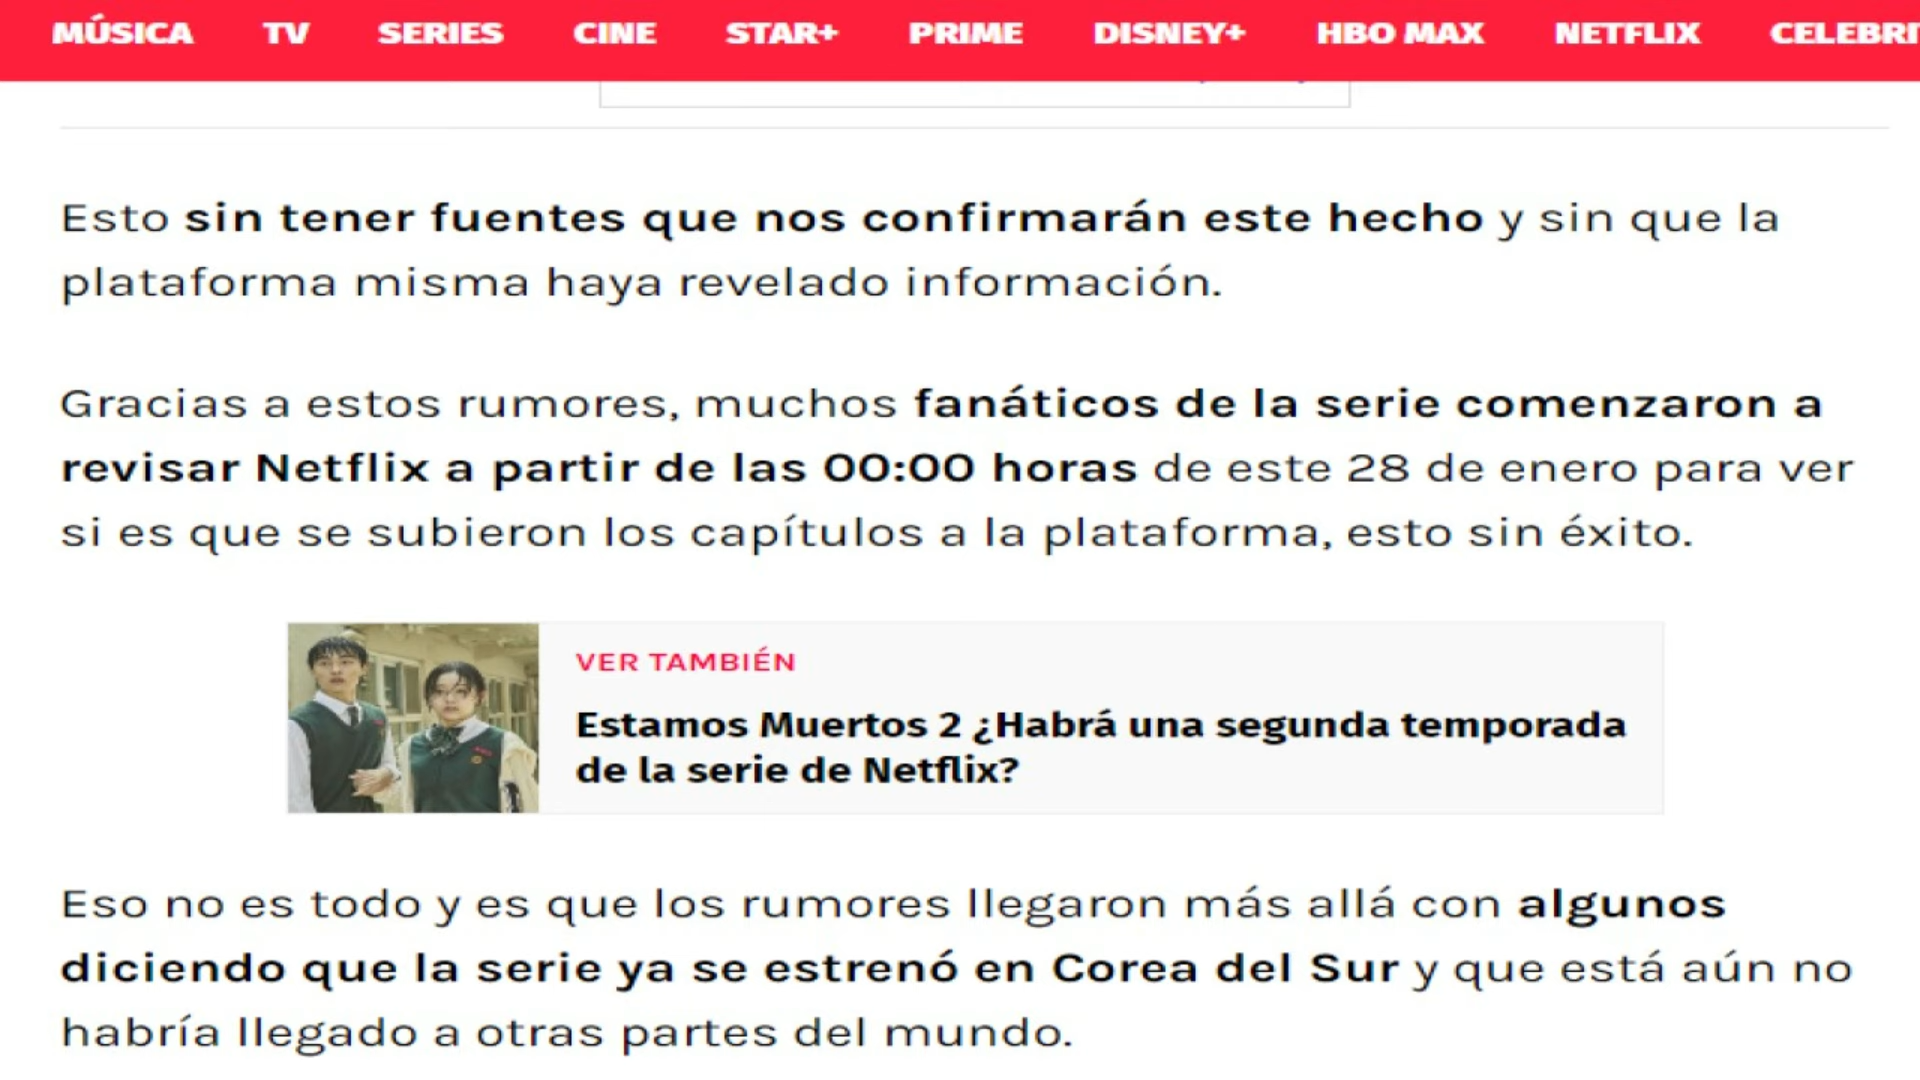 MÚSICA TV SERIES CINE STAR+ PRIME DISNEY+ HBO MAX NETFLIX CELEBRI
Esto sin tener fuentes que nos confirmarán este hecho y sin que la
plataforma misma haya revelado información.
Gracias a estos rumores, muchos fanáticos de la serie comenzaron a
revisar Netflix a partir de las 00:00 horas de este 28 de enero para ver
si es que se subieron los capítulos a la plataforma, esto sin éxito.
VER TAMBIÉN
Estamos Muertos 2 ¿Habrá una segunda temporada
de la serie de Netflix?
Eso no es todo y es que los rumores llegaron más allá con algunos
diciendo que la serie ya se estrenó en Corea del Sur y que está aún no
habría llegado a otras partes del mundo.